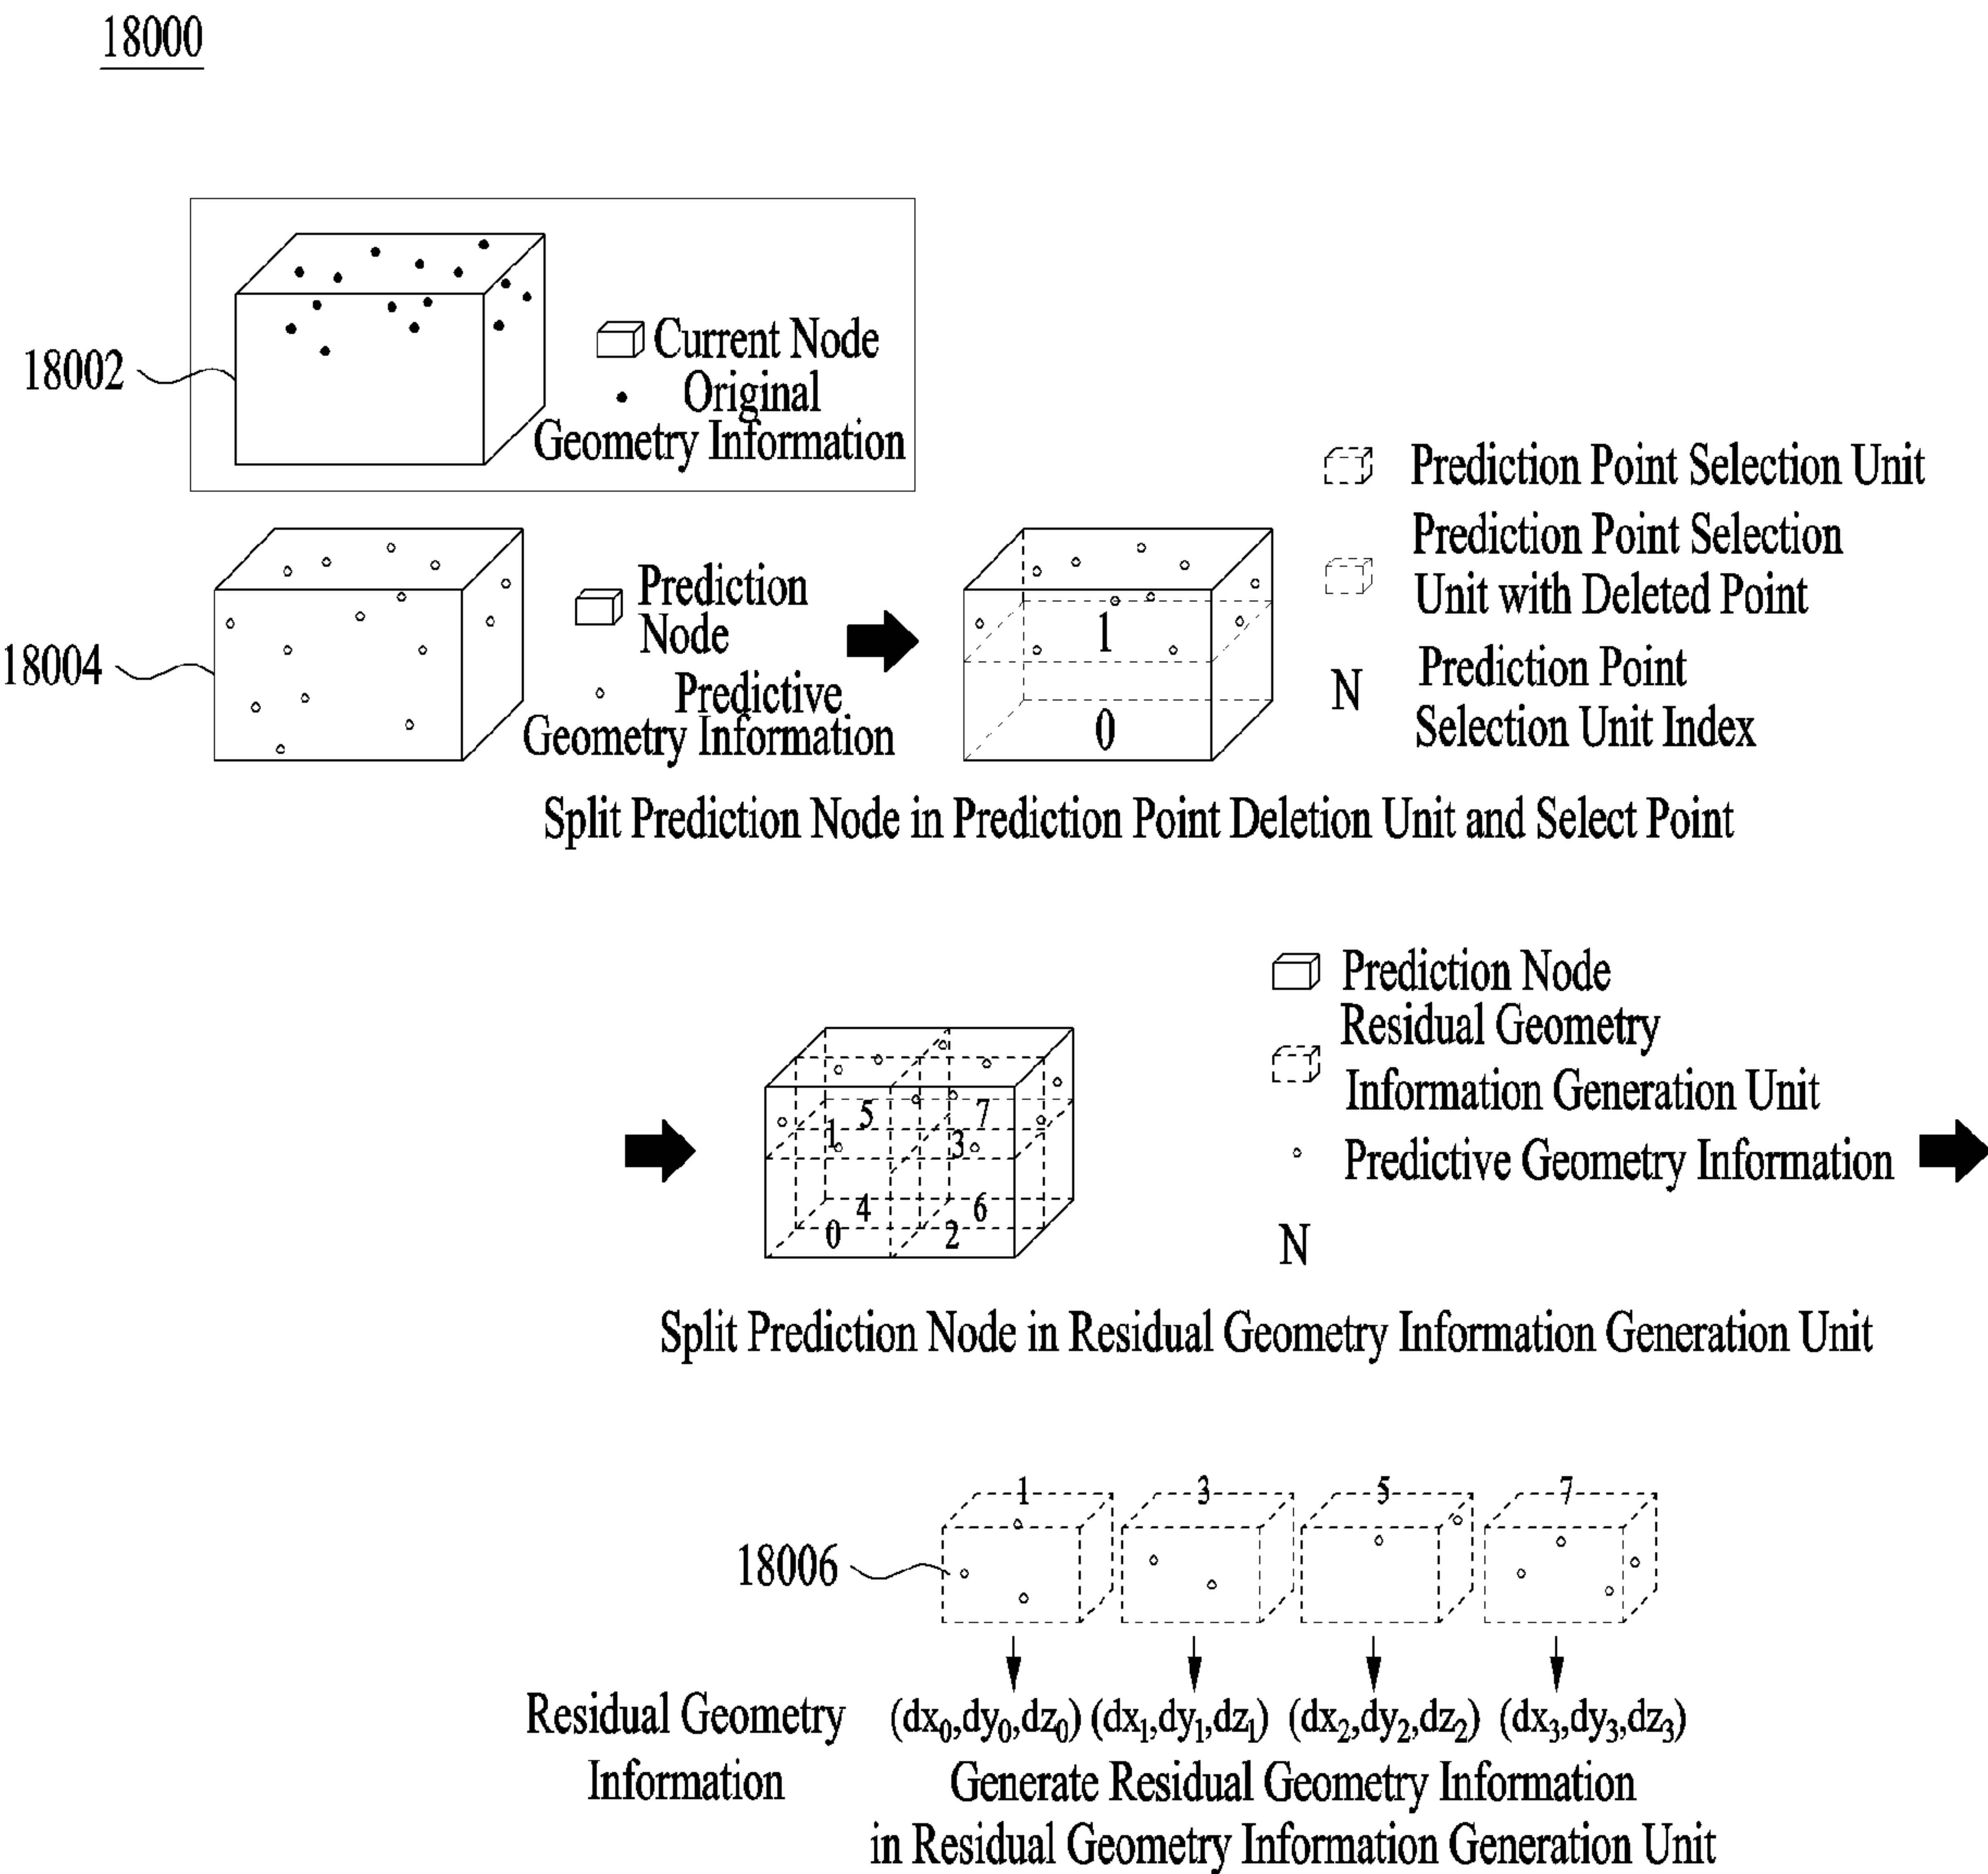 18000
18002
Current Node
Original
Geometry Information
Prediction Point Selection Unit
Prediction Point Selection
Unit with Deleted Point
N Prediction Point
Selection Unit Index
18004
Prediction
Node
Predictive
Geometry Information
1
0
Split Prediction Node in Prediction Point Deletion Unit and Select Point
Prediction Node
Residual Geometry
Information Generation Unit
Predictive Geometry Information
N
5 7
1 3
4 6
0 2
Split Prediction Node in Residual Geometry Information Generation Unit
1 3 5 7
18006
Residual Geometry
Information
(dx₀,dy₀,dz₀) (dx₁,dy₁,dz₁) (dx₂,dy₂,dz₂) (dx₃,dy₃,dz₃)
Generate Residual Geometry Information
in Residual Geometry Information Generation Unit